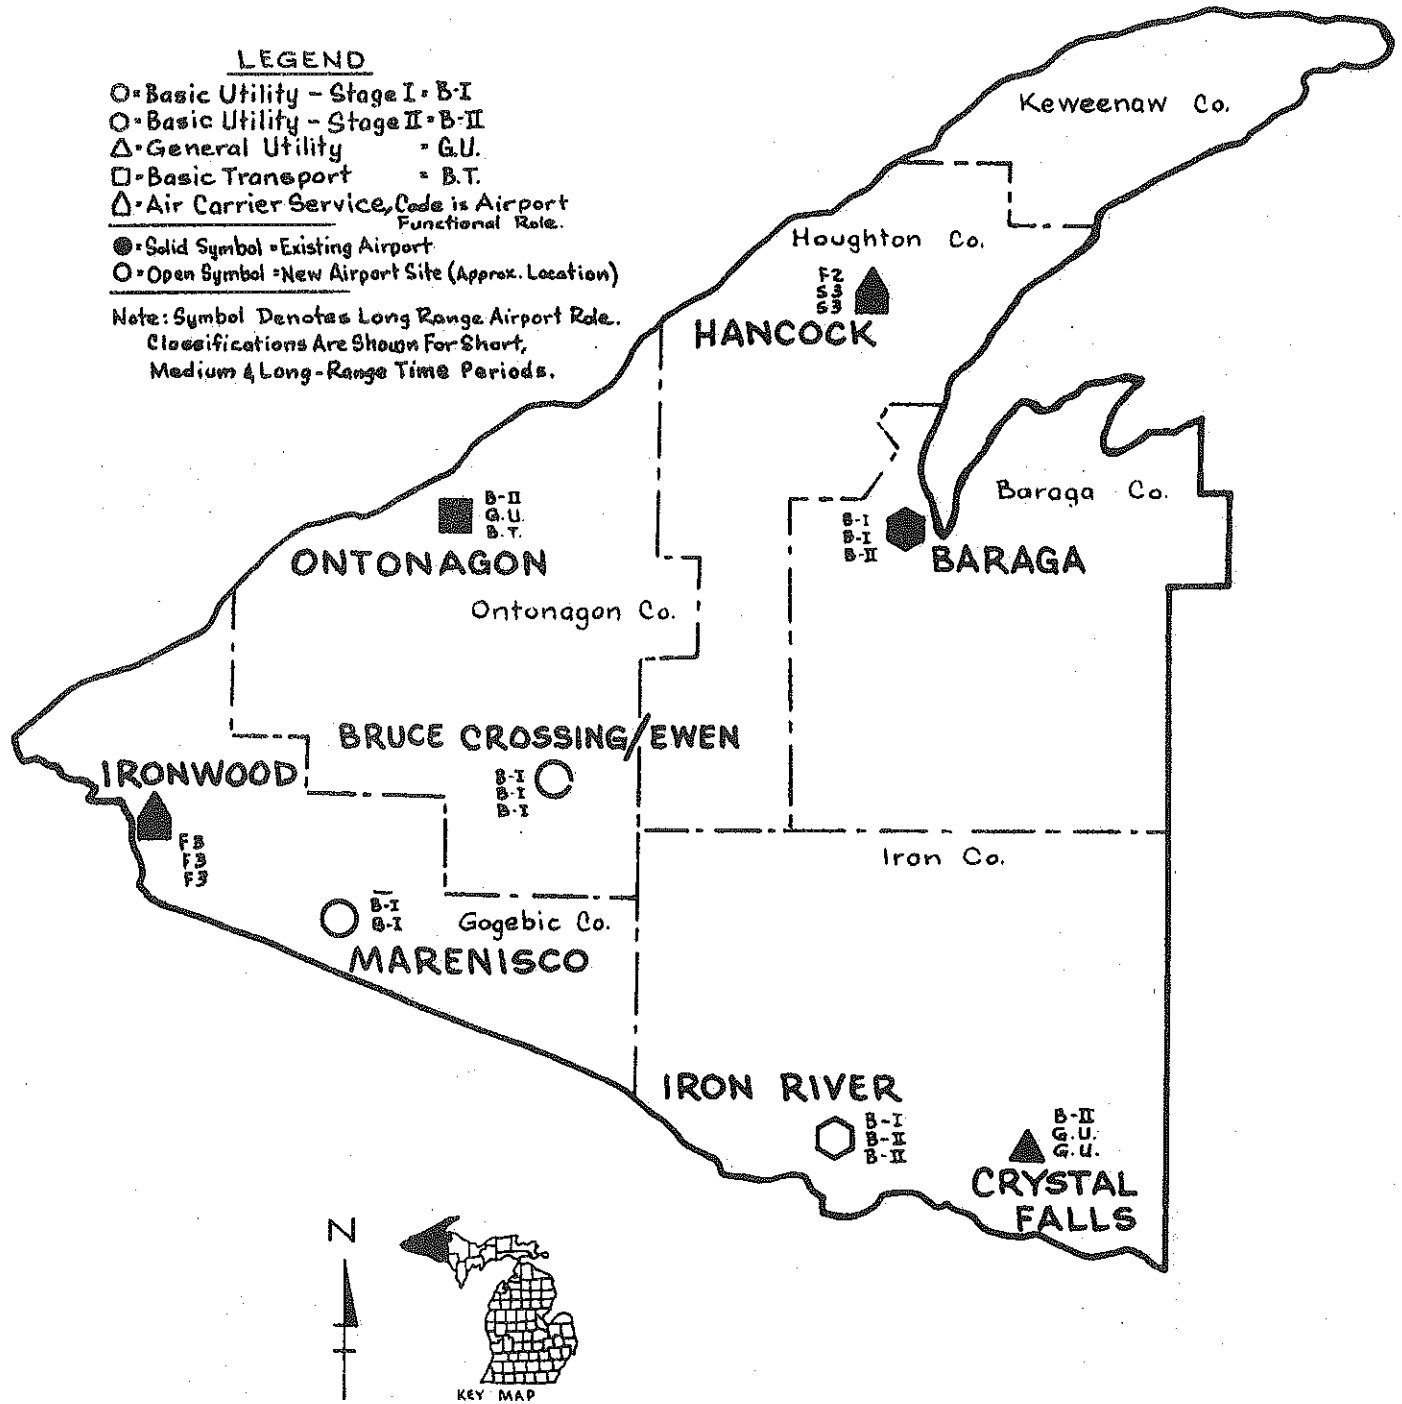 LEGEND
O=Basic Utility - Stage I = B-I
O=Basic Utility - Stage II = B-II
△=General Utility = G.U.
□=Basic Transport = B.T.
⌂=Air Carrier Service, Code is Airport
Functional Role.
●=Solid Symbol = Existing Airport
O=Open Symbol = New Airport Site (Approx. Location)
Note: Symbol Denotes Long Range Airport Role.
Classifications Are Shown For Short,
Medium & Long-Range Time Periods.
Keweenaw Co.
Houghton Co.
F2
S3
S3
HANCOCK
Baraga Co.
B-I
B-I
B-II
BARAGA
B-II
G.U.
B.T.
ONTONAGON
Ontonagon Co.
BRUCE CROSSING/EWEN
B-I
B-I
B-I
IRONWOOD
F3
F3
F3
Iron Co.
—
B-I
B-I
Gogebic Co.
MARENISCO
IRON RIVER
B-I
B-II
B-II
B-II
G.U.
G.U.
CRYSTAL
FALLS
N
KEY MAP